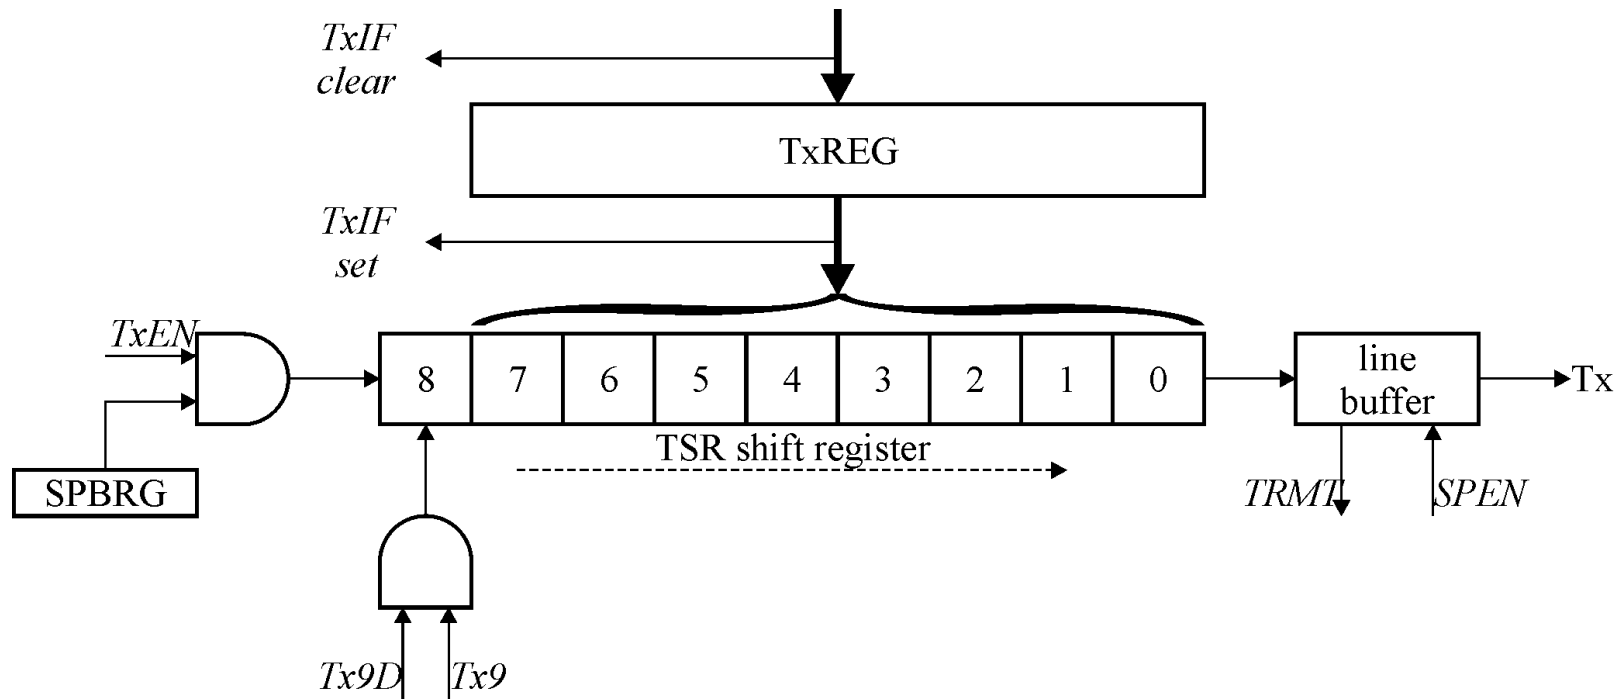 TxIF
clear
TxREG
TxIF
set
TxEN
8 7 6 5 4 3 2 1 0
line
buffer
Tx
TSR shift register
SPBRG
TRMT
SPEN
Tx9D
Tx9